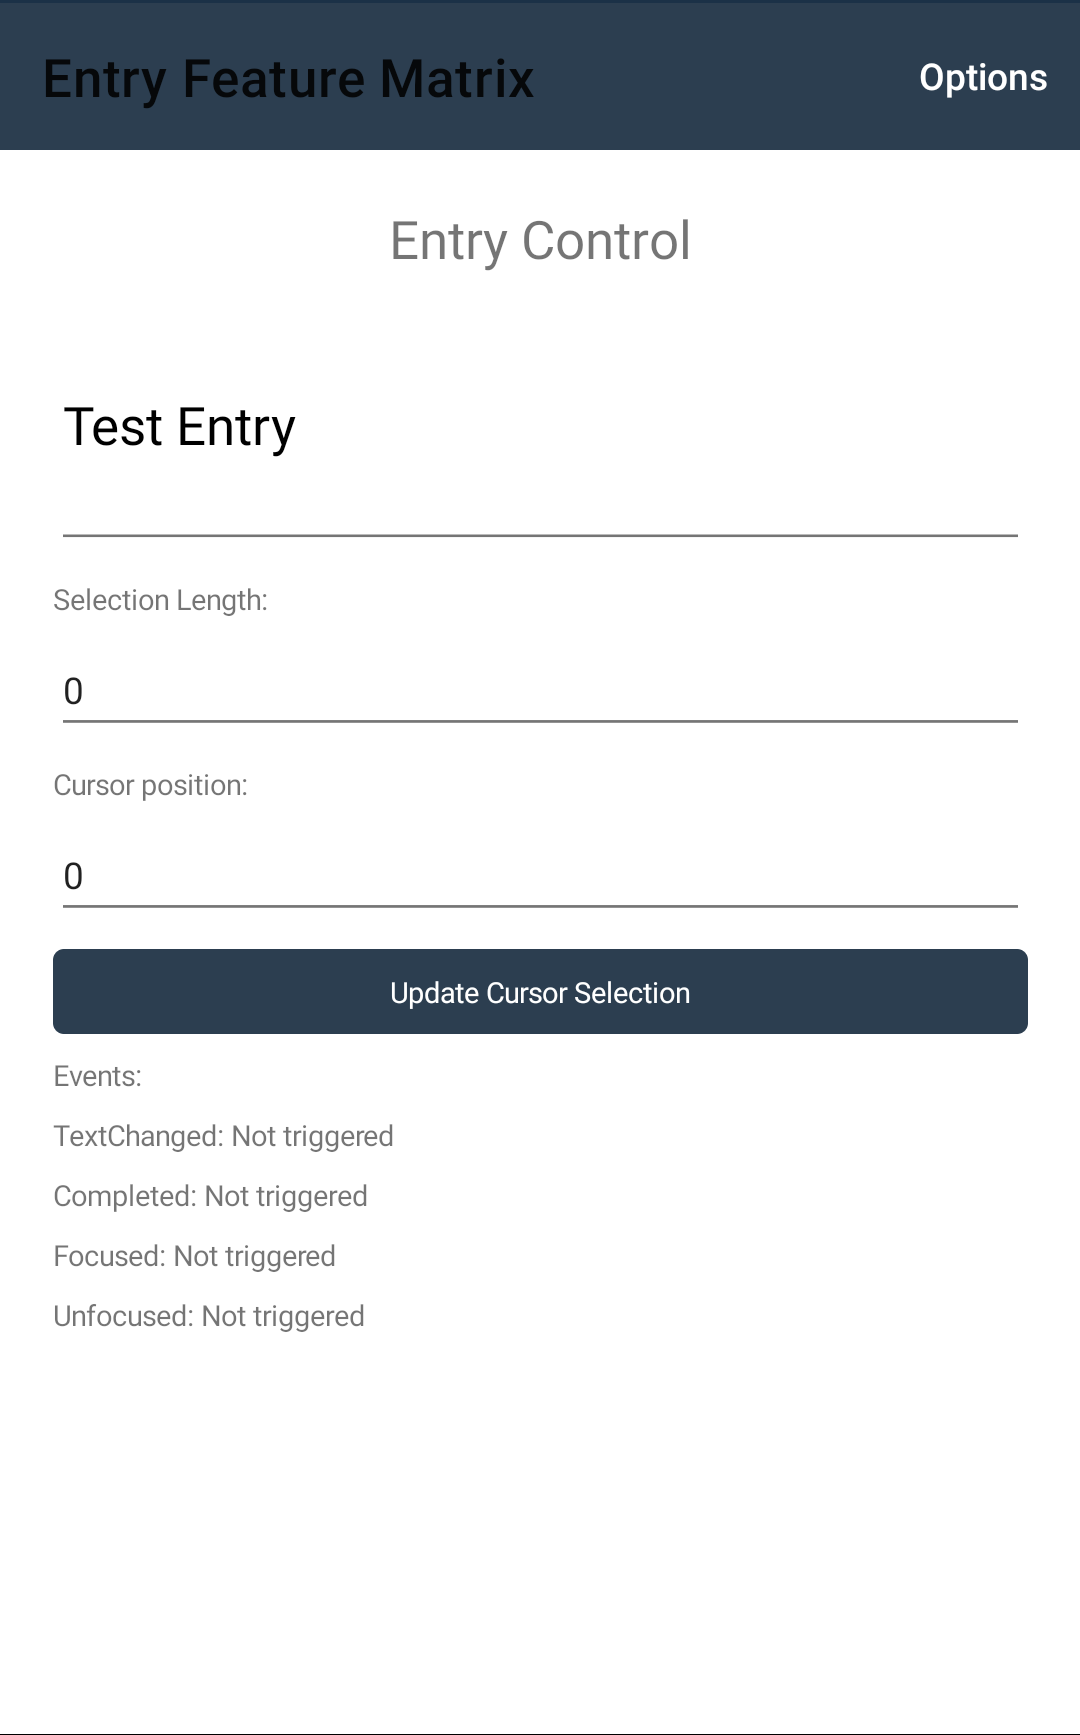 Entry Feature Matrix
Options
Entry Control
Test Entry
Selection Length:
0
Cursor position:
0
Update Cursor Selection
Events:
TextChanged: Not triggered
Completed: Not triggered
Focused: Not triggered
Unfocused: Not triggered